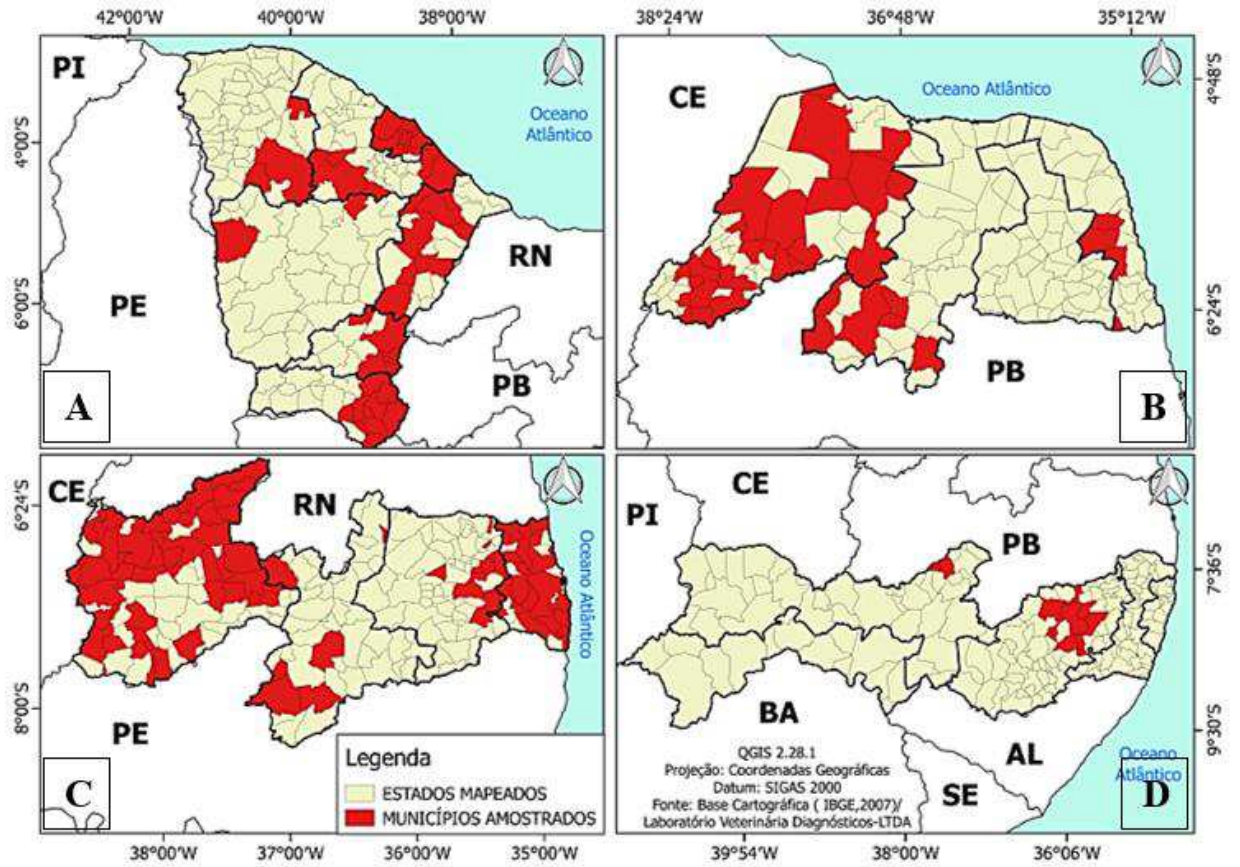 42°00'W 40°00'W 38°00'W
38°24'W 36°48'W 35°12'W
PI
Oceano
Atlântico
4°00'S
6°00'S
PE
RN
PB
A
CE
Oceano Atlântico
4°48'S
6°24'S
PB
B
CE
RN
6°24'S
8°00'S
Oceano Atlântico
PE
C
Legenda
ESTADOS MAPEADOS
MUNICÍPIOS AMOSTRADOS
38°00'W 37°00'W 36°00'W 35°00'W
CE
PI
PB
7°36'S
9°30'S
BA
AL
SE
QGIS 2.28.1
Projeção: Coordenadas Geográficas
Datum: SIGAS 2000
Fonte: Base Cartográfica ( IBGE,2007)/
Laboratório Veterinária Diagnósticos-LTDA
Oceano
Atlântico
D
39°54'W 38°00'W 36°06'W